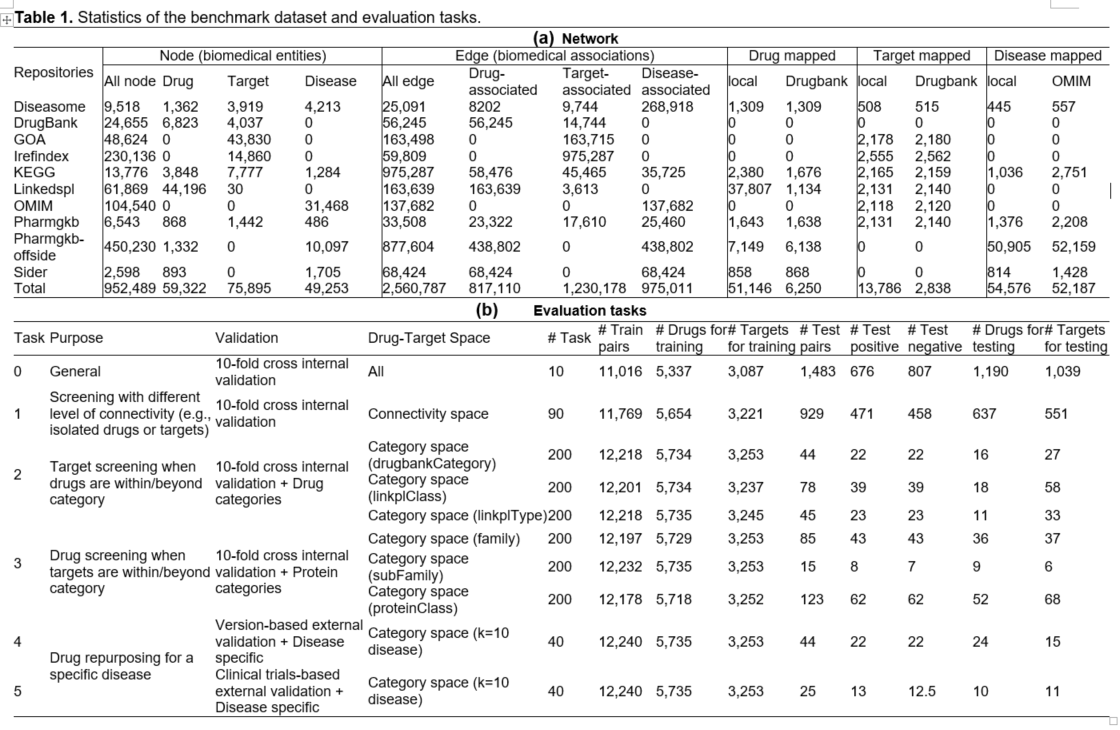 Table 1. Statistics of the benchmark dataset and evaluation tasks.
(a) Network
Repositories Node (biomedical entities) Edge (biomedical associations) Drug mapped Target mapped Disease mapped
All node Drug Target Disease All edge Drug-associated Target-associated Disease-associated local Drugbank local Drugbank local OMIM
Diseasome 9,518 1,362 3,919 4,213 25,091 8202 9,744 268,918 1,309 1,309 508 515 445 557
DrugBank 24,655 6,823 4,037 0 56,245 56,245 14,744 0 0 0 0 0 0 0
GOA 48,624 0 43,830 0 163,498 0 163,715 0 0 0 2,178 2,180 0 0
Irefindex 230,136 0 14,860 0 59,809 0 975,287 0 0 0 2,555 2,562 0 0
KEGG 13,776 3,848 7,777 1,284 975,287 58,476 45,465 35,725 2,380 1,676 2,165 2,159 1,036 2,751
Linkedspl 61,869 44,196 30 0 163,639 163,639 3,613 0 37,807 1,134 2,131 2,140 0 0
OMIM 104,540 0 0 31,468 137,682 0 0 137,682 0 0 2,118 2,120 0 0
Pharmgkb 6,543 868 1,442 486 33,508 23,322 17,610 25,460 1,643 1,638 2,131 2,140 1,376 2,208
Pharmgkb-offside 450,230 1,332 0 10,097 877,604 438,802 0 438,802 7,149 6,138 0 0 50,905 52,159
Sider 2,598 893 0 1,705 68,424 68,424 0 68,424 858 868 0 0 814 1,428
Total 952,489 59,322 75,895 49,253 2,560,787 817,110 1,230,178 975,011 51,146 6,250 13,786 2,838 54,576 52,187
(b) Evaluation tasks
Task Purpose Validation Drug-Target Space # Task # Train pairs # Drugs for training # Targets for training # Test pairs # Test positive # Test negative # Drugs for testing # Targets for testing
0 General 10-fold cross internal validation All 10 11,016 5,337 3,087 1,483 676 807 1,190 1,039
1 Screening with different level of connectivity (e.g., isolated drugs or targets) 10-fold cross internal validation Connectivity space 90 11,769 5,654 3,221 929 471 458 637 551
2 Target screening when drugs are within/beyond category 10-fold cross internal validation + Drug categories Category space (drugbankCategory) 200 12,218 5,734 3,253 44 22 22 16 27
Category space (linkplClass) 200 12,201 5,734 3,237 78 39 39 18 58
Category space (linkplType) 200 12,218 5,735 3,245 45 23 23 11 33
3 Drug screening when targets are within/beyond category 10-fold cross internal validation + Protein categories Category space (family) 200 12,197 5,729 3,253 85 43 43 36 37
Category space (subFamily) 200 12,232 5,735 3,253 15 8 7 9 6
Category space (proteinClass) 200 12,178 5,718 3,252 123 62 62 52 68
4 Drug repurposing for a specific disease Version-based external validation + Disease specific Category space (k=10 disease) 40 12,240 5,735 3,253 44 22 22 24 15
5 Clinical trials-based external validation + Disease specific Category space (k=10 disease) 40 12,240 5,735 3,253 25 13 12.5 10 11